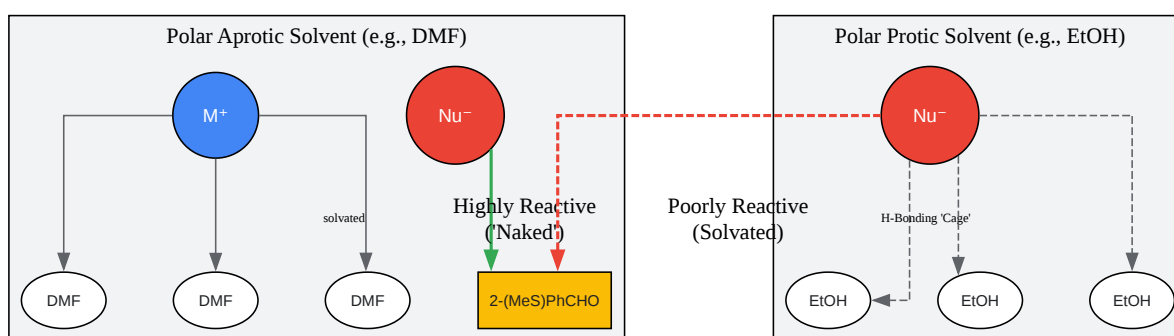 Polar Aprotic Solvent (e.g., DMF)
Polar Protic Solvent (e.g., EtOH)
M⁺
Nu⁻
Nu⁻
solvated
Highly Reactive
('Naked')
Poorly Reactive
(Solvated)
H-Bonding 'Cage'
DMF
DMF
DMF
2-(MeS)PhCHO
EtOH
EtOH
EtOH